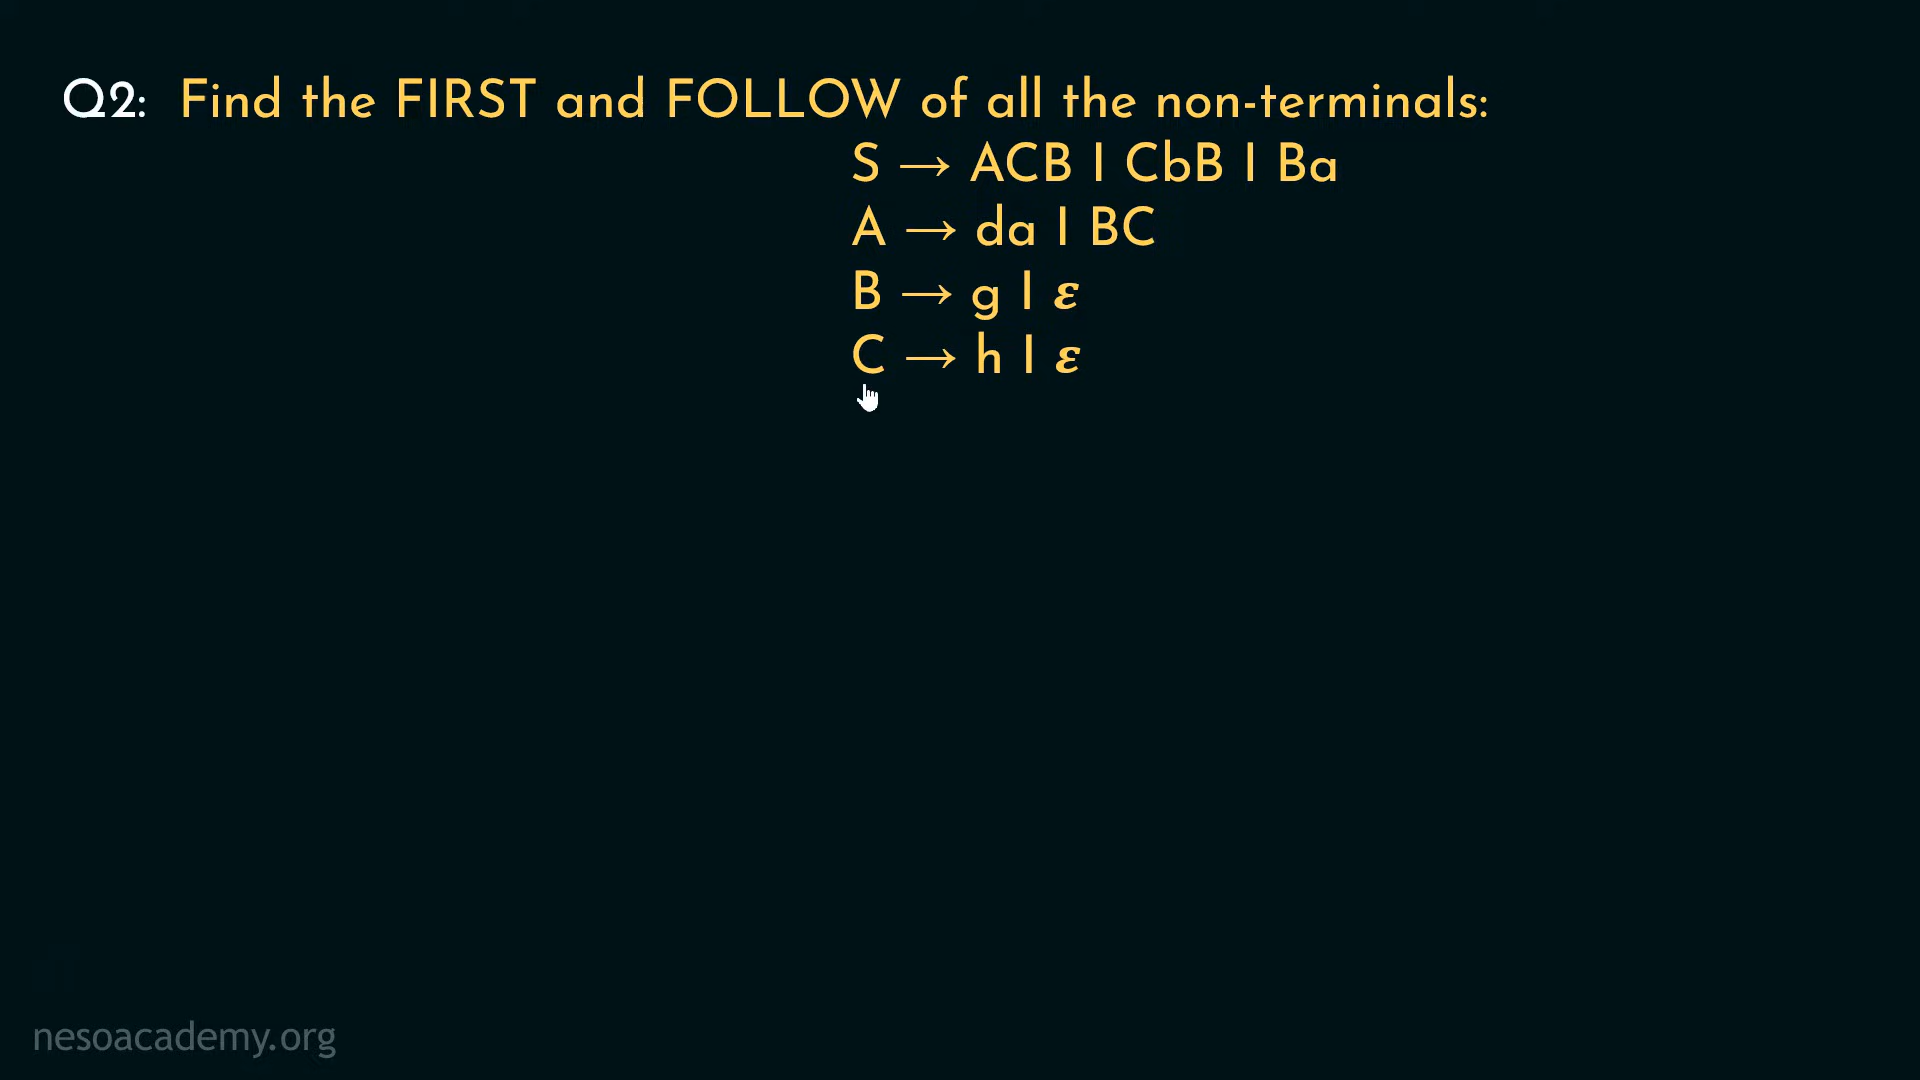 Q2: Find the FIRST and FOLLOW of all the non-terminals:
S → ACB | CbB | Ba
A → da | BC
B → g | ε
C → h | ε
nesoacademy.org